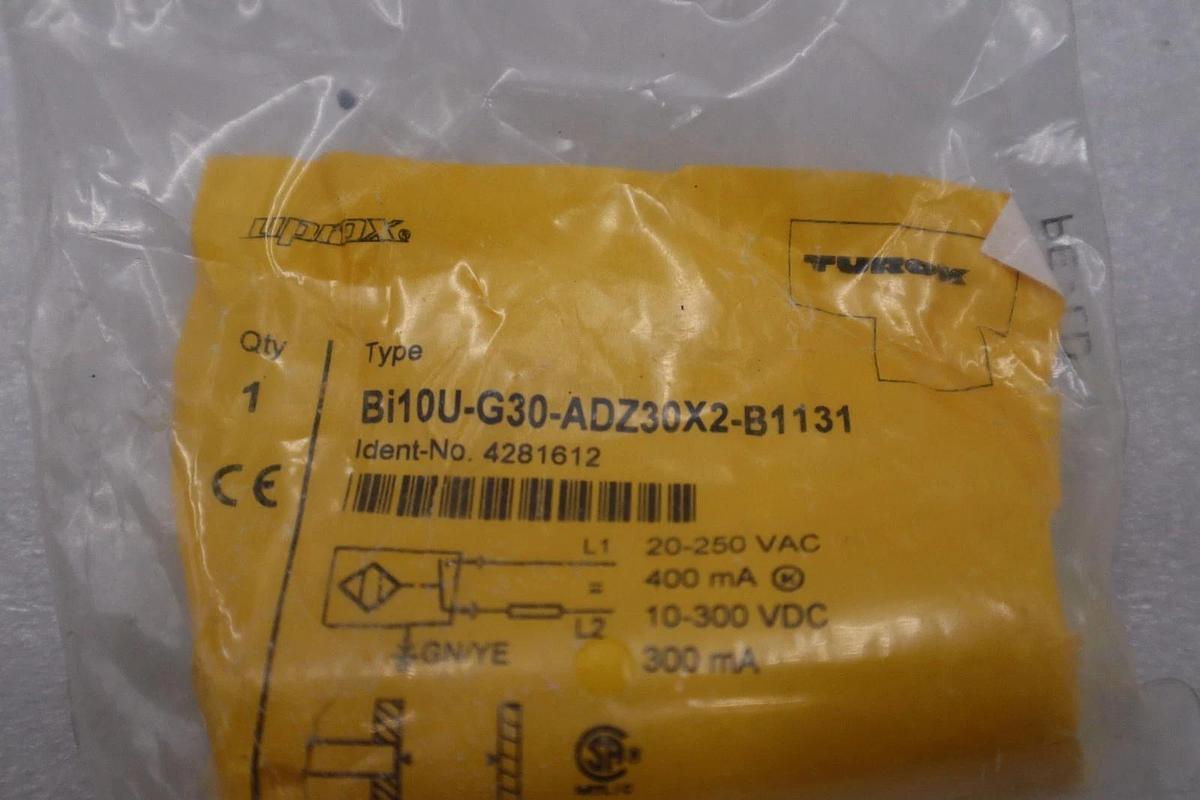 uprox®
TURCK
Qty
Type
1
Bi10U-G30-ADZ30X2-B1131
Ident-No. 4281612
CE
L1 20-250 VAC
= 400 mA K
10-300 VDC
L2
GN/YE 300 mA